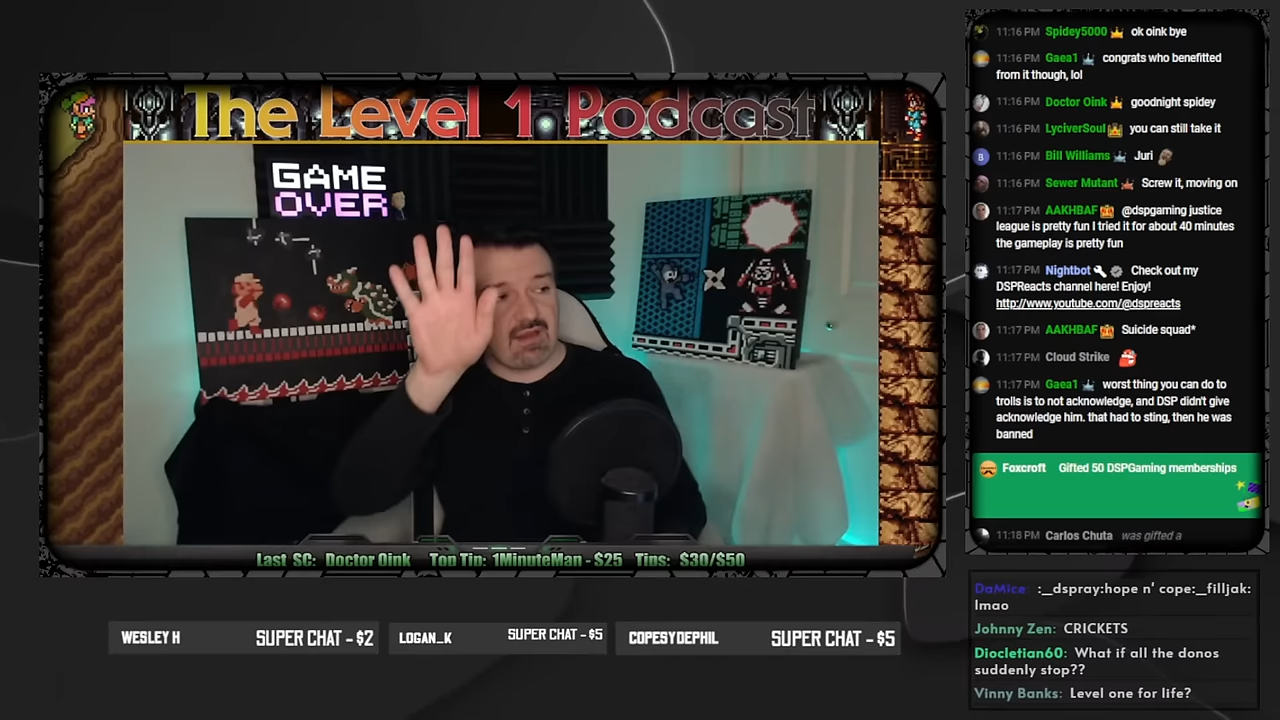 The Level 1 Podcast
GAME
OVER
Last SC: Doctor Oink Top Tip: 1MinuteMan - $25 Tips: $30/$50
WESLEY H SUPER CHAT - $2
LOGAN_K SUPER CHAT - $5
COPESYDEPHIL SUPER CHAT - $5
11:16 PM Spidey5000 ok oink bye
11:16 PM Gaea1 congrats who benefitted
from it though, lol
11:16 PM Doctor Oink goodnight spidey
11:16 PM LyciverSoul you can still take it
B 11:16 PM Bill Williams Juri
11:16 PM Sewer Mutant Screw it, moving on
11:17 PM AAKHBAF @dspgaming justice
league is pretty fun I tried it for about 40 minutes
the gameplay is pretty fun
11:17 PM Nightbot Check out my
DSPReacts channel here! Enjoy!
http://www.youtube.com/@dspreacts
11:17 PM AAKHBAF Suicide squad*
11:17 PM Cloud Strike
11:17 PM Gaea1 worst thing you can do to
trolls is to not acknowledge, and DSP didn't give
acknowledge him. that had to sting, then he was
banned
Foxcroft Gifted 50 DSPGaming memberships
11:18 PM Carlos Chuta was gifted a
DaMice: :_dspray:hope n' cope:_filljak:
lmao
Johnny Zen: CRICKETS
Diocletian60: What if all the donos
suddenly stop??
Vinny Banks: Level one for life?